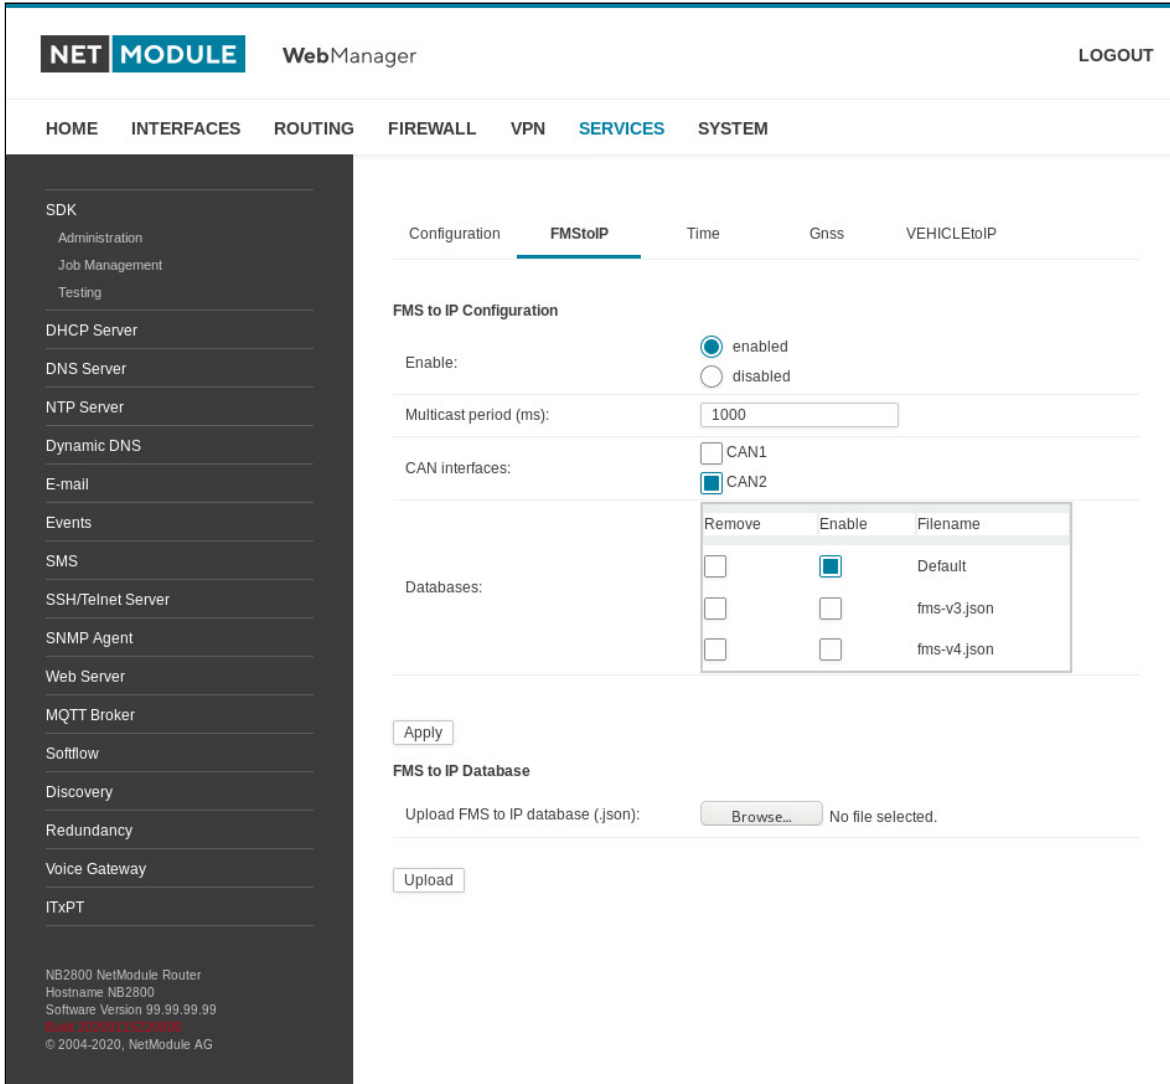 NET MODULE WebManager LOGOUT
HOME INTERFACES ROUTING FIREWALL VPN SERVICES SYSTEM
SDK
Administration
Job Management
Testing
DHCP Server
DNS Server
NTP Server
Dynamic DNS
E-mail
Events
SMS
SSH/Telnet Server
SNMP Agent
Web Server
MQTT Broker
Softflow
Discovery
Redundancy
Voice Gateway
ITxPT
NB2800 NetModule Router
Hostname NB2800
Software Version 99.99.99.99
Build
© 2004-2020, NetModule AG
Configuration FMStoIP Time Gnss VEHICLEtoIP
FMS to IP Configuration
Enable:
enabled
disabled
Multicast period (ms): 1000
CAN interfaces:
CAN1
CAN2
Databases:
Remove Enable Filename
Default
fms-v3.json
fms-v4.json
Apply
FMS to IP Database
Upload FMS to IP database (.json): Browse... No file selected.
Upload